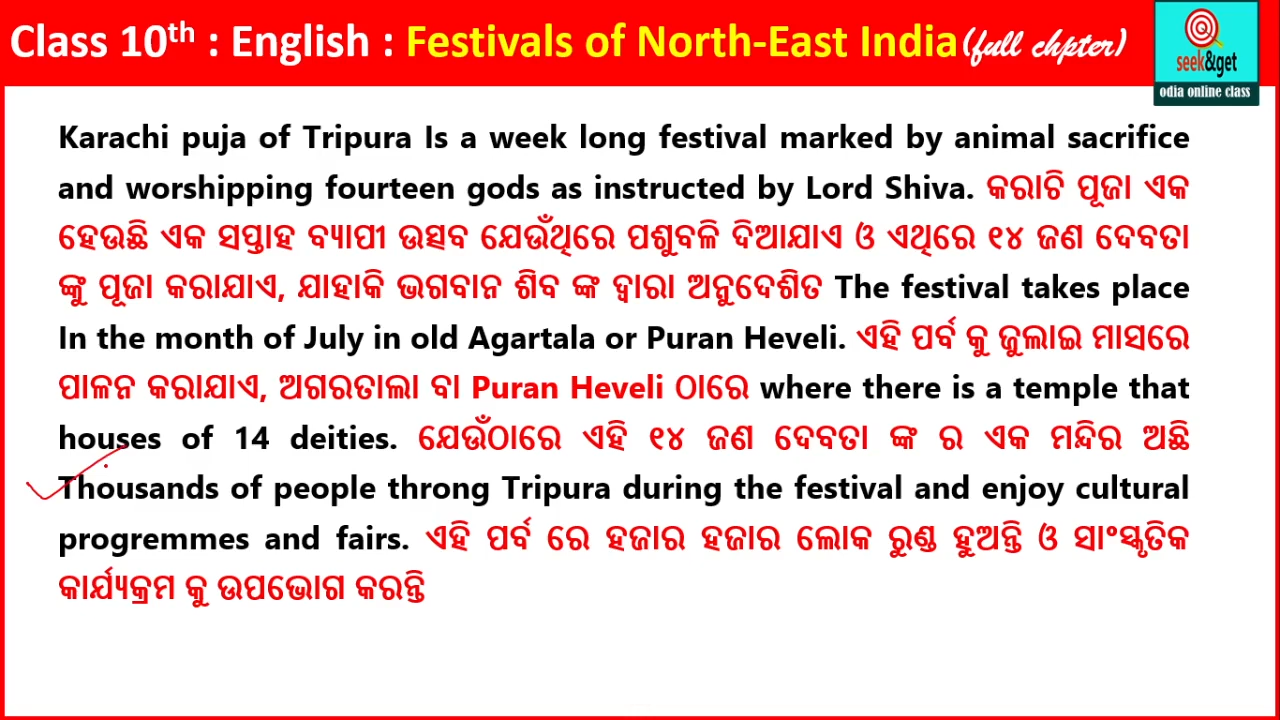 Class 10th : English : Festivals of North-East India (full chpter)
seek&get
odia online class
Karachi puja of Tripura Is a week long festival marked by animal sacrifice
and worshipping fourteen gods as instructed by Lord Shiva. କରାଚି ପୂଜା ଏକ
ହେଉଛି ଏକ ସପ୍ତାହ ବ୍ୟାପୀ ଉତ୍ସବ ଯେଉଁଥିରେ ପଶୁବଳି ଦିଆଯାଏ ଓ ଏଥିରେ ୧୪ ଜଣ ଦେବତା
ଙ୍କୁ ପୂଜା କରାଯାଏ, ଯାହାକି ଭଗବାନ ଶିବ ଙ୍କ ଦ୍ୱାରା ଅନୁଦେଶିତ The festival takes place
In the month of July in old Agartala or Puran Heveli. ଏହି ପର୍ବ କୁ ଜୁଲାଇ ମାସରେ
ପାଳନ କରାଯାଏ, ଅଗରତାଲା ବା Puran Heveli ଠାରେ where there is a temple that
houses of 14 deities. ଯେଉଁଠାରେ ଏହି ୧୪ ଜଣ ଦେବତା ଙ୍କ ର ଏକ ମନ୍ଦିର ଅଛି
Thousands of people throng Tripura during the festival and enjoy cultural
progremmes and fairs. ଏହି ପର୍ବ ରେ ହଜାର ହଜାର ଲୋକ ରୁଣ୍ଡ ହୁଅନ୍ତି ଓ ସାଂସ୍କୃତିକ
କାର୍ଯ୍ୟକ୍ରମ କୁ ଉପଭୋଗ କରନ୍ତି